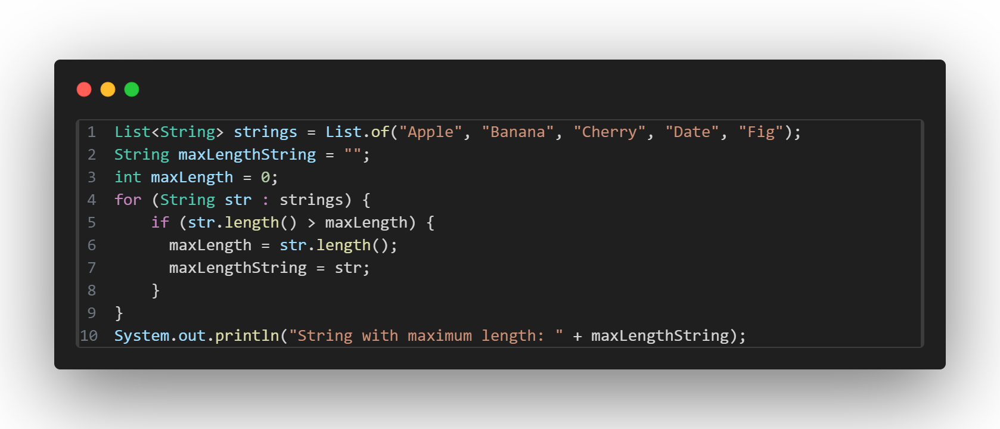 1 List<String> strings = List.of("Apple", "Banana", "Cherry", "Date", "Fig");
2 String maxLengthString = "";
3 int maxLength = 0;
4 for (String str : strings) {
5     if (str.length() > maxLength) {
6       maxLength = str.length();
7       maxLengthString = str;
8     }
9 }
10 System.out.println("String with maximum length: " + maxLengthString);